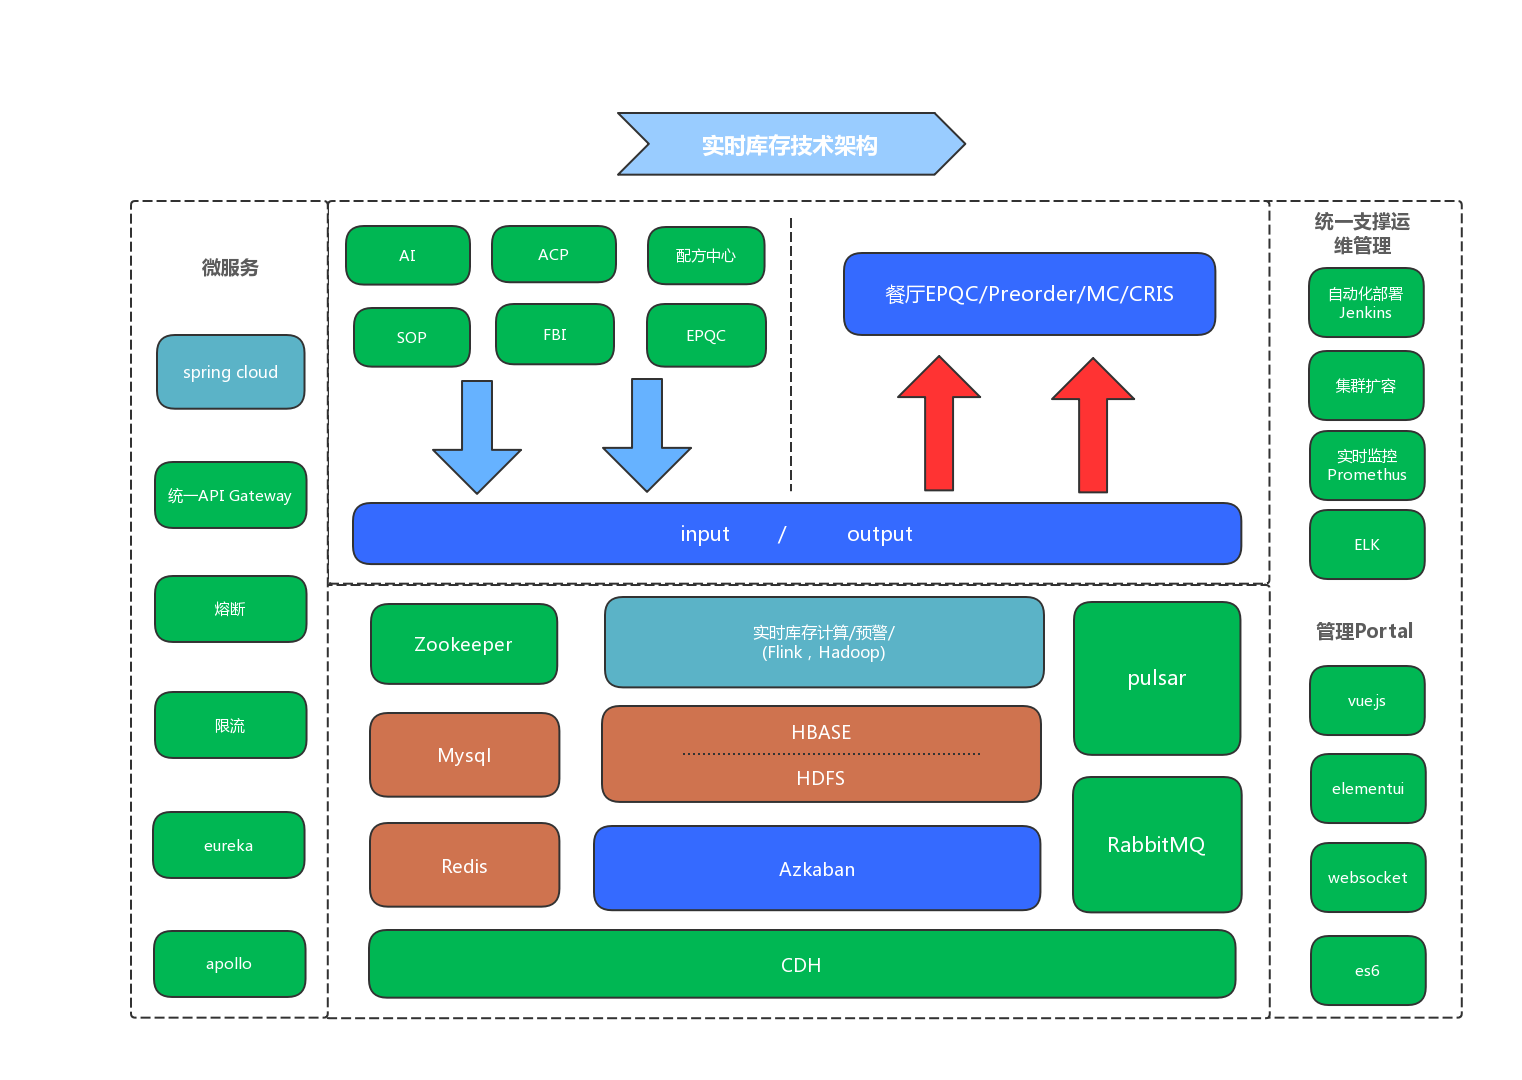 实时库存技术架构
微服务
spring cloud
统一API Gateway
熔断
限流
eureka
apollo
AI
ACP
配方中心
SOP
FBI
EPQC
餐厅EPQC/Preorder/MC/CRIS
input / output
Zookeeper
实时库存计算/预警/
(Flink，Hadoop)
pulsar
Mysql
HBASE
HDFS
Redis
Azkaban
RabbitMQ
CDH
统一支撑运
维管理
自动化部署
Jenkins
集群扩容
实时监控
Promethus
ELK
管理Portal
vue.js
elementui
websocket
es6